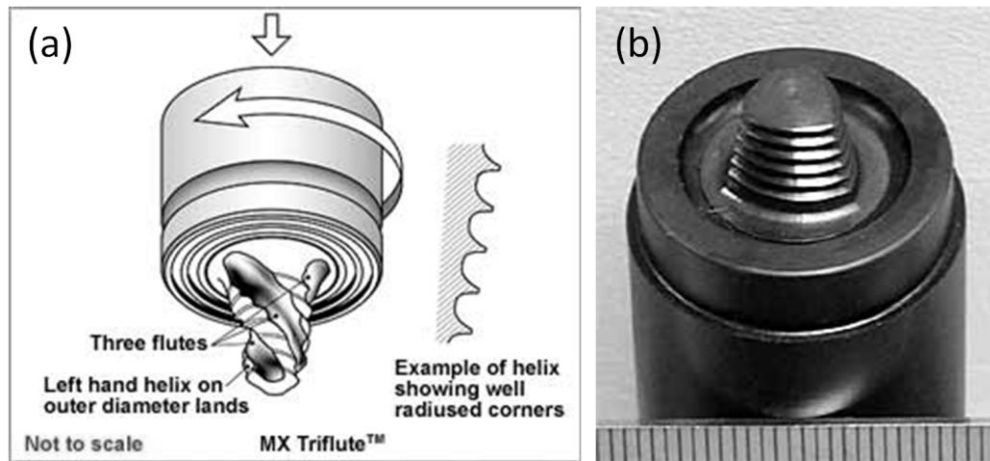 (a)
Three flutes
Left hand helix on
outer diameter lands
Example of helix
showing well
radiused corners
Not to scale
MX Triflute™
(b)